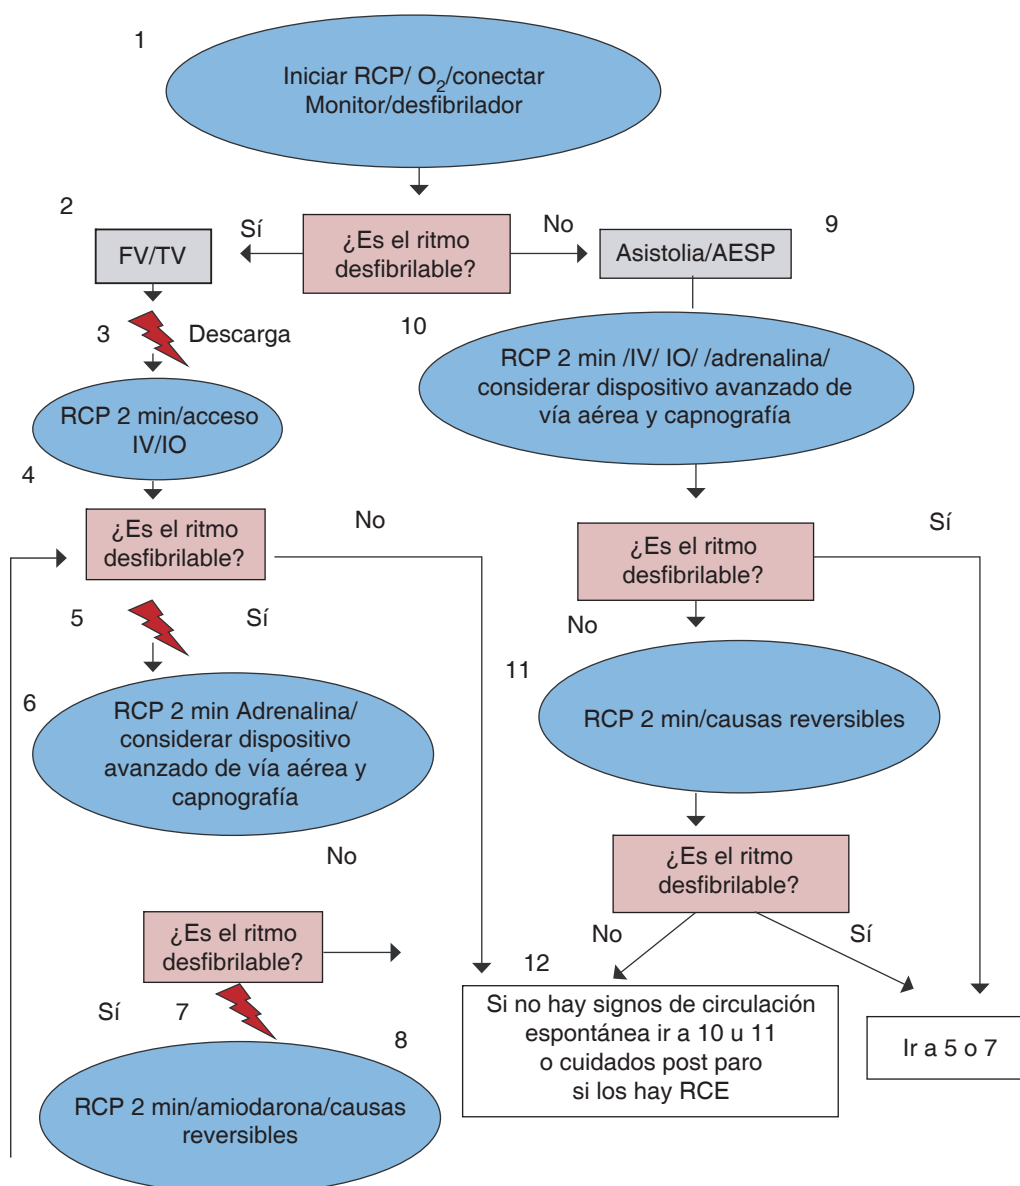 1
Iniciar RCP/ O₂/conectar
Monitor/desfibrilador
2
Sí
¿Es el ritmo
desfibrilable?
No
9
FV/TV
Asistolia/AESP
3
Descarga
10
RCP 2 min /IV/ IO/ /adrenalina/
considerar dispositivo avanzado de
vía aérea y capnografía
RCP 2 min/acceso
IV/IO
4
¿Es el ritmo
desfibrilable?
No
¿Es el ritmo
desfibrilable?
Sí
5
Sí
No
6
RCP 2 min Adrenalina/
considerar dispositivo
avanzado de vía aérea y
capnografía
11
RCP 2 min/causas reversibles
No
¿Es el ritmo
desfibrilable?
¿Es el ritmo
desfibrilable?
No
Sí
Sí
7
8
12
Si no hay signos de circulación
espontánea ir a 10 u 11
o cuidados post paro
si los hay RCE
Ir a 5 o 7
RCP 2 min/amiodarona/causas
reversibles